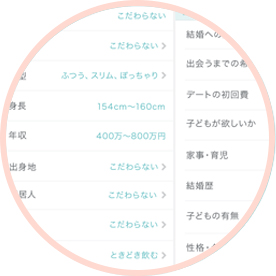 こだわらない
こだわらない
型 ふつう、スリム、ぽっちゃり
身長 154cm～160cm
年収 400万～800万円
出身地 こだわらない
居人 こだわらない
こだわらない
ときどき飲む
結婚への
出会うまでの希
デートの初回費
子どもが欲しいか
家事・育児
結婚歴
子どもの有無
性格・